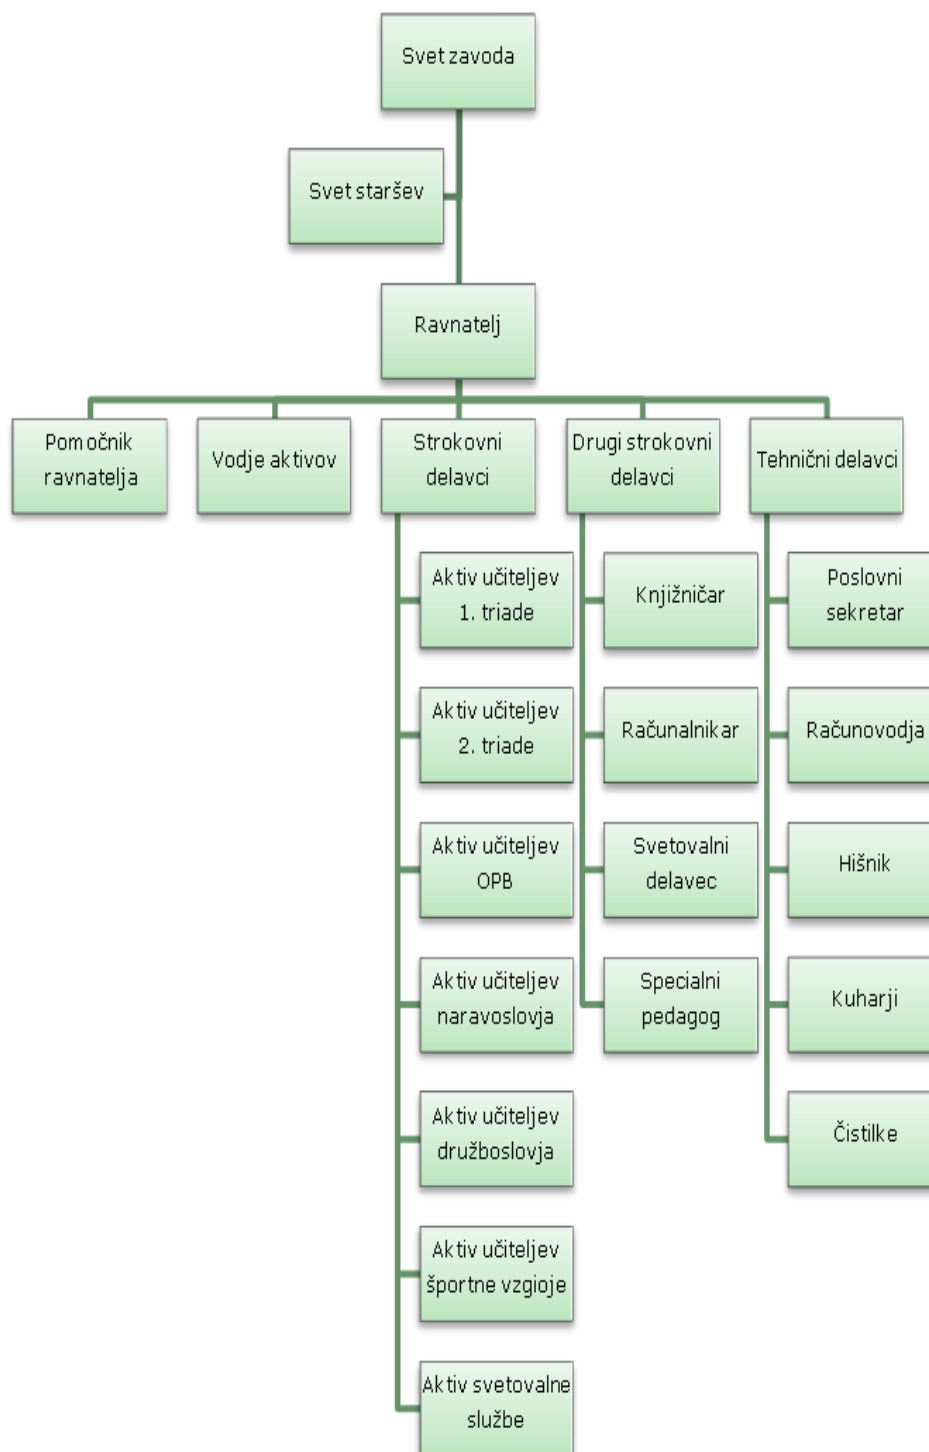 Svet zavoda
Svet staršev
Ravnatelj
Pomočnik
ravnatelja
Vodje aktivov
Strokovni
delavci
Drugi strokovni
delavci
Tehnični delavci
Aktiv učiteljev
1. triade
Aktiv učiteljev
2. triade
Aktiv učiteljev
OPB
Aktiv učiteljev
naravoslovja
Aktiv učiteljev
družboslovja
Aktiv učiteljev
športne vzgioje
Aktiv svetovalne
službe
Knjižničar
Računalnikar
Svetovalni
delavec
Specialni
pedagog
Poslovni
sekretar
Računovodja
Hišnik
Kuharji
Čistilke